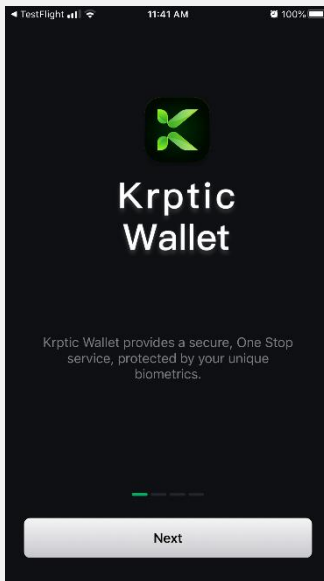 ◀ TestFlight 11:41 AM 100%
Krptic
Wallet
Krptic Wallet provides a secure, One Stop
service, protected by your unique
biometrics.
Next